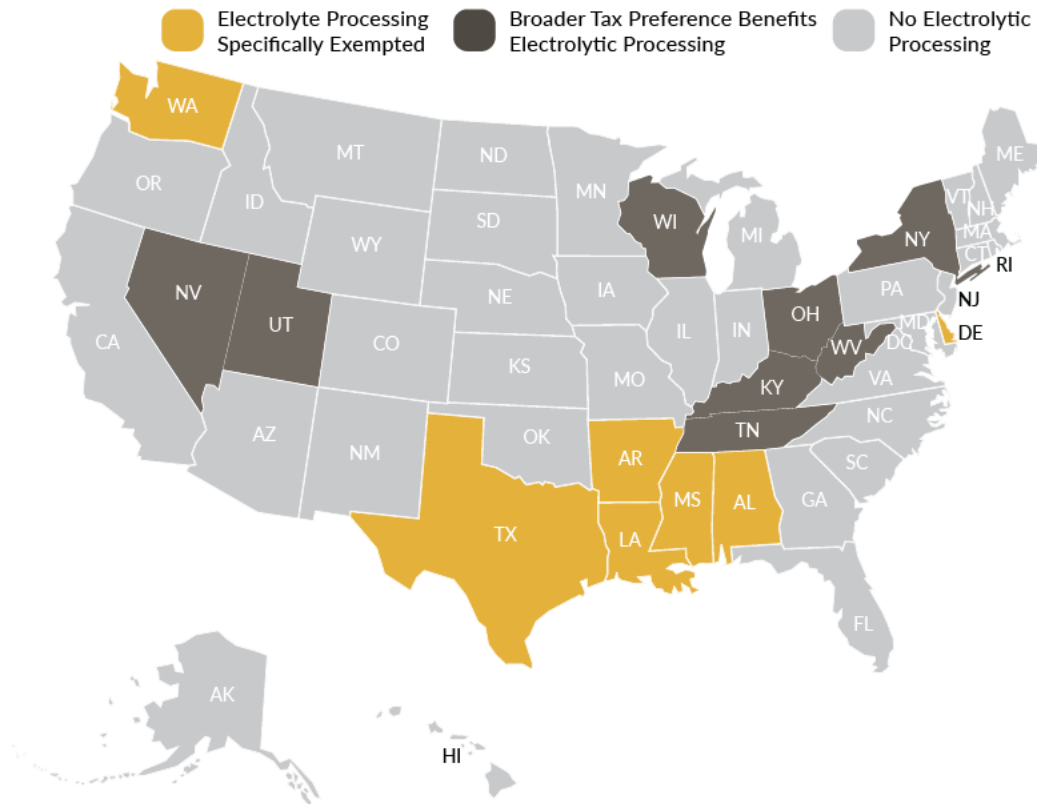 Electrolyte Processing
Specifically Exempted
Broader Tax Preference Benefits
Electrolytic Processing
No Electrolytic
Processing
WA
MT
ND
MN
ME
OR
ID
SD
WI
MI
VT
NH
WY
NY
MA
CT
RI
NV
UT
NE
IA
PA
NJ
CA
CO
IL
IN
OH
MD
DE
DC
WV
KS
MO
KY
VA
AZ
NM
OK
TN
NC
AR
SC
TX
LA
MS
AL
GA
FL
AK
HI